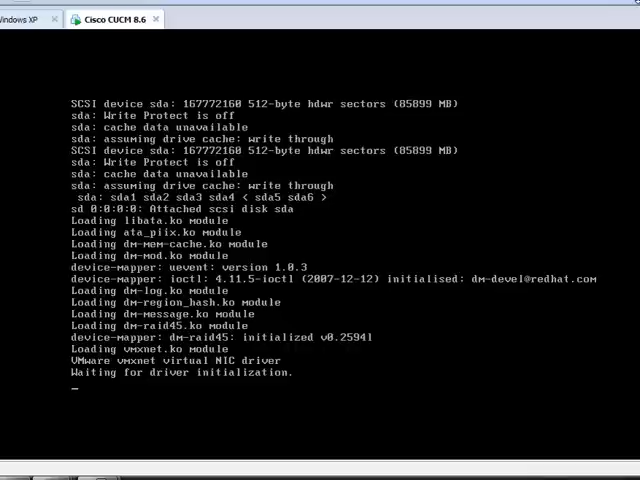 Windows XP
Cisco CUCM 8.6
SCSI device sda: 167772160 512-byte hdwr sectors (85899 MB)
sda: Write Protect is off
sda: cache data unavailable
sda: assuming drive cache: write through
SCSI device sda: 167772160 512-byte hdwr sectors (85899 MB)
sda: Write Protect is off
sda: cache data unavailable
sda: assuming drive cache: write through
sda: sda1 sda2 sda3 sda4 < sda5 sda6 >
sd 0:0:0:0: Attached scsi disk sda
Loading libata.ko module
Loading ata_piix.ko module
Loading dm-mem-cache.ko module
Loading dm-mod.ko module
device-mapper: uevent: version 1.0.3
device-mapper: ioctl: 4.11.5-ioctl (2007-12-12) initialised: dm-devel@redhat.com
Loading dm-log.ko module
Loading dm-region_hash.ko module
Loading dm-message.ko module
Loading dm-raid45.ko module
device-mapper: dm-raid45: initialized v0.2594l
Loading vmxnet.ko module
VMware vmxnet virtual NIC driver
Waiting for driver initialization.